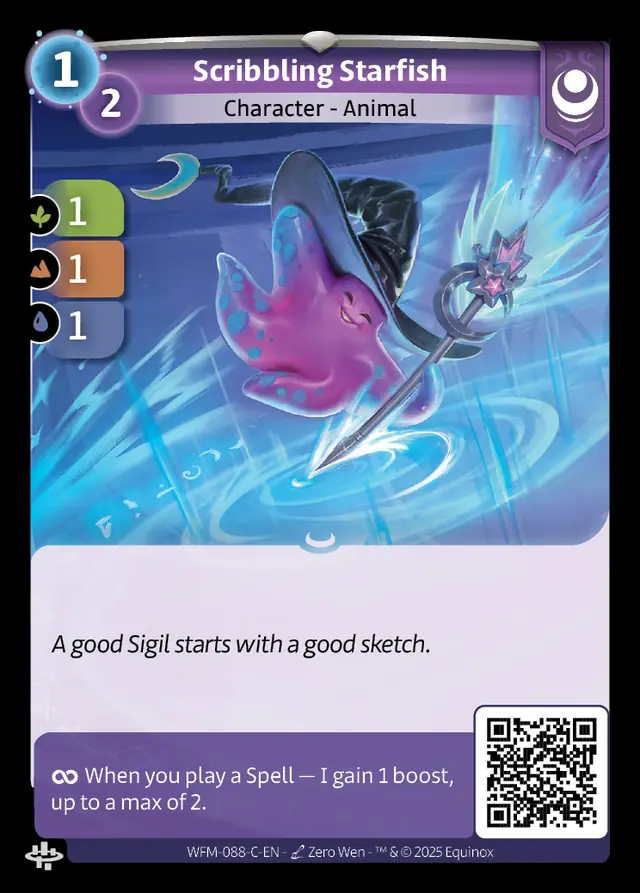 1
Scribbling Starfish
2
Character - Animal
1
1
1
A good Sigil starts with a good sketch.
∞ When you play a Spell — I gain 1 boost,
up to a max of 2.
WFM-088-C-EN - Zero Wen - ™ & © 2025 Equinox